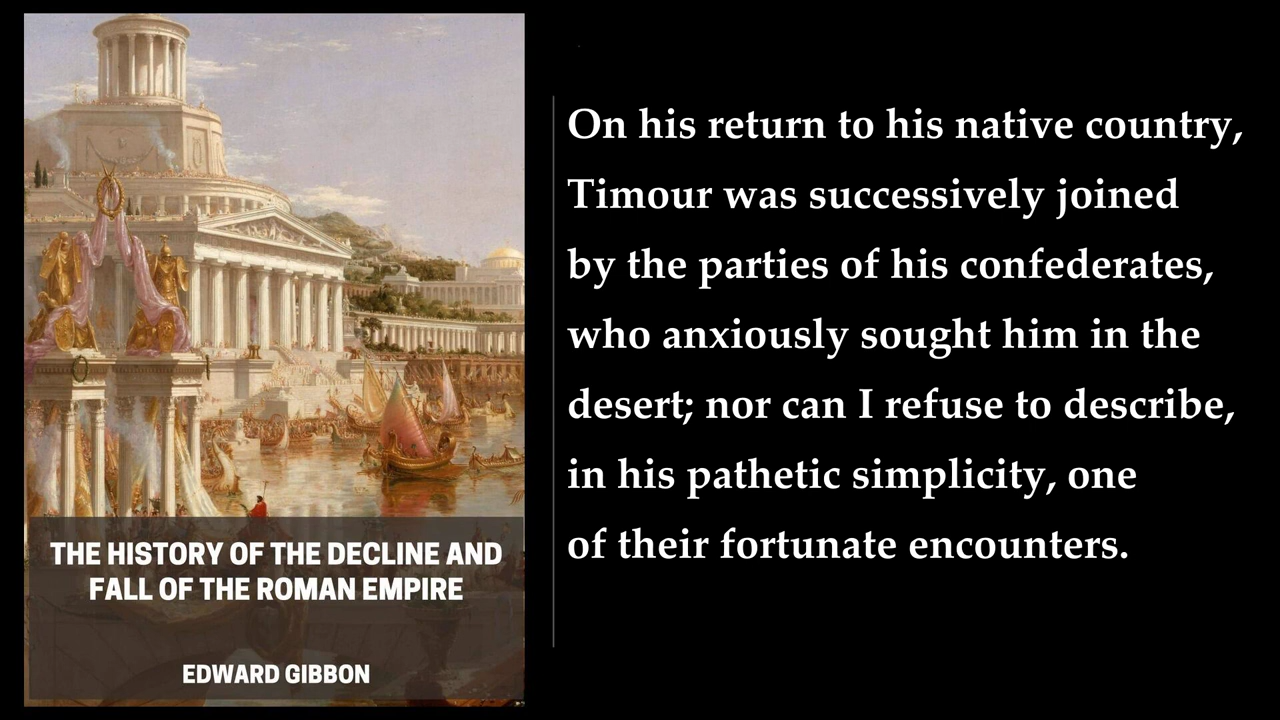 THE HISTORY OF THE DECLINE AND
FALL OF THE ROMAN EMPIRE
EDWARD GIBBON
On his return to his native country,
Timour was successively joined
by the parties of his confederates,
who anxiously sought him in the
desert; nor can I refuse to describe,
in his pathetic simplicity, one
of their fortunate encounters.